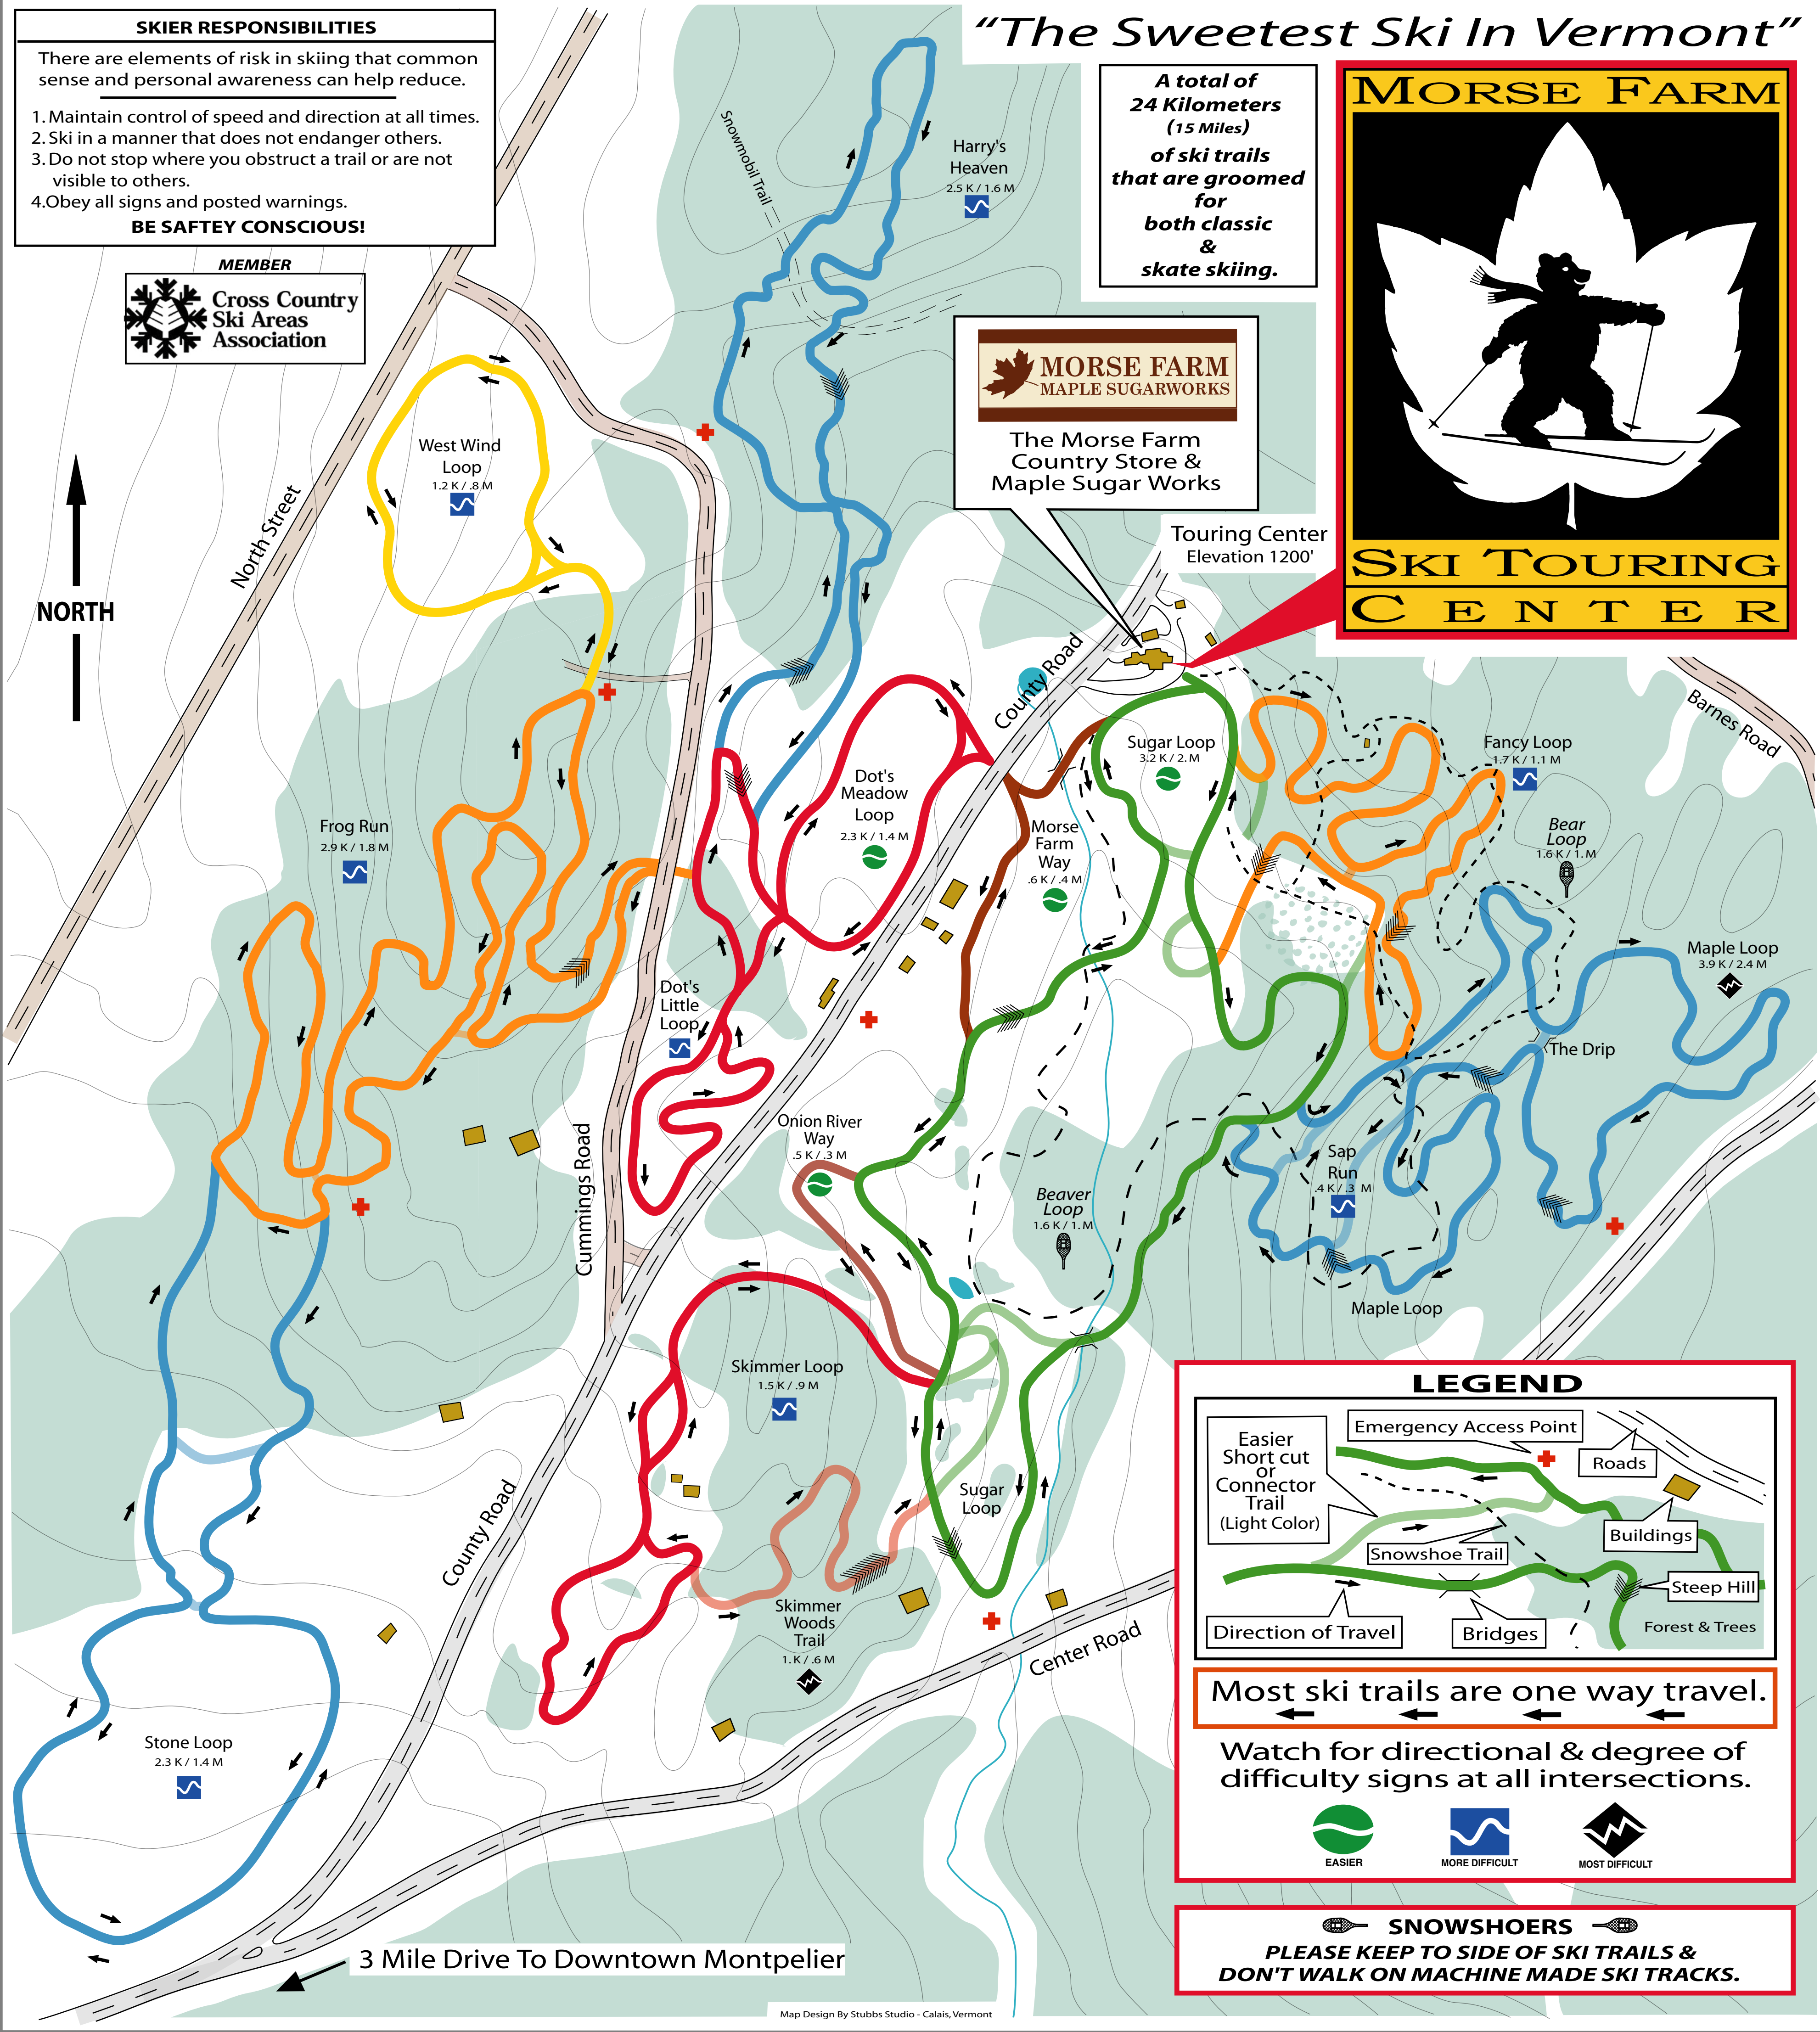 SKIER RESPONSIBILITIES
There are elements of risk in skiing that common
sense and personal awareness can help reduce.
1. Maintain control of speed and direction at all times.
2. Ski in a manner that does not endanger others.
3. Do not stop where you obstruct a trail or are not
visible to others.
4.Obey all signs and posted warnings.
BE SAFTEY CONSCIOUS!
MEMBER
Cross Country
Ski Areas
Association
"The Sweetest Ski In Vermont"
A total of
24 Kilometers
(15 Miles)
of ski trails
that are groomed
for
both classic
&
skate skiing.
MORSE FARM
SKI TOURING
CENTER
Snowmobil Trail
Harry's
Heaven
2.5 K / 1.6 M
MORSE FARM
MAPLE SUGARWORKS
The Morse Farm
Country Store &
Maple Sugar Works
Touring Center
Elevation 1200'
West Wind
Loop
1.2 K / .8 M
North Street
NORTH
County Road
Barnes Road
Sugar Loop
3.2 K / 2. M
Fancy Loop
1.7 K / 1.1 M
Dot's
Meadow
Loop
2.3 K / 1.4 M
Frog Run
2.9 K / 1.8 M
Morse
Farm
Way
.6 K / .4 M
Bear
Loop
1.6 K / 1. M
Maple Loop
3.9 K / 2.4 M
Dot's
Little
Loop
The Drip
Onion River
Way
.5 K / .3 M
Cummings Road
Sap
Run
.4 K / .3 M
Beaver
Loop
1.6 K / 1. M
Maple Loop
Skimmer Loop
1.5 K / .9 M
Sugar
Loop
County Road
Skimmer
Woods
Trail
1. K / .6 M
Center Road
Stone Loop
2.3 K / 1.4 M
3 Mile Drive To Downtown Montpelier
Map Design By Stubbs Studio - Calais, Vermont
LEGEND
Emergency Access Point
Easier
Short cut
or
Connector
Trail
(Light Color)
Roads
Buildings
Snowshoe Trail
Steep Hill
Direction of Travel
Bridges
Forest & Trees
Most ski trails are one way travel.
Watch for directional & degree of
difficulty signs at all intersections.
EASIER
MORE DIFFICULT
MOST DIFFICULT
SNOWSHOERS
PLEASE KEEP TO SIDE OF SKI TRAILS &
DON'T WALK ON MACHINE MADE SKI TRACKS.